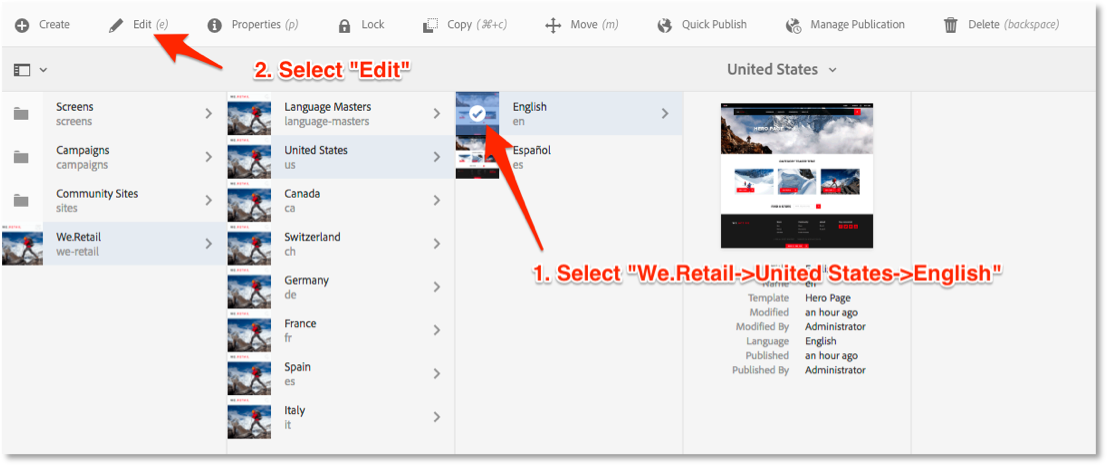 Create
Edit (e)
Properties (p)
Lock
Copy (⌘+c)
Move (m)
Quick Publish
Manage Publication
Delete (backspace)
2. Select "Edit"
United States
Screens
screens
Campaigns
campaigns
Community Sites
sites
We.Retail
we-retail
Language Masters
language-masters
United States
us
Canada
ca
Switzerland
ch
Germany
de
France
fr
Spain
es
Italy
it
English
en
Español
es
1. Select "We.Retail->United States->English"
HERO PAGE
Name en
Template Hero Page
Modified an hour ago
Modified By Administrator
Language English
Published an hour ago
Published By Administrator